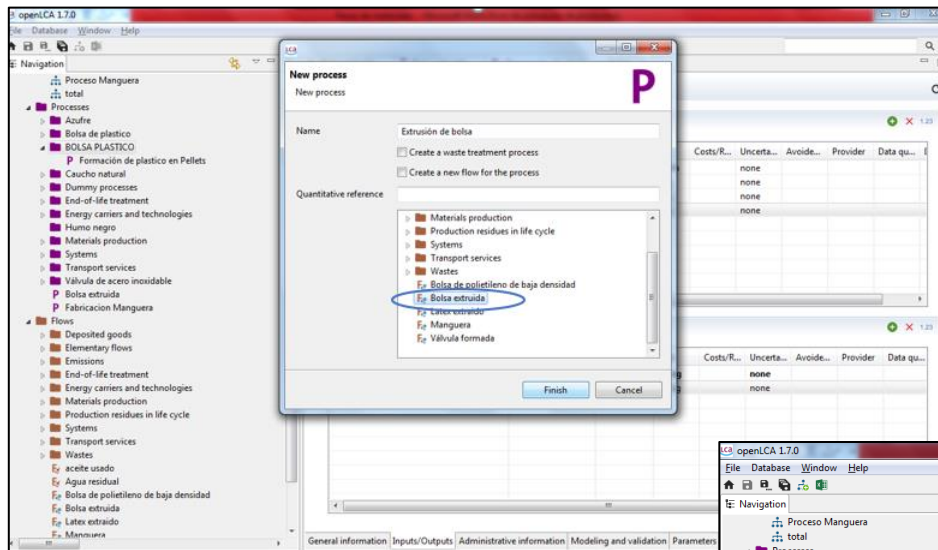 openLCA 1.7.0
File Database Window Help
Navigation
Proceso Manguera
total
Processes
Azufre
Bolsa de plastico
BOLSA PLASTICO
P Formación de plastico en Pellets
Caucho natural
Dummy processes
End-of-life treatment
Energy carriers and technologies
Humo negro
Materials production
Systems
Transport services
Válvula de acero inoxidable
P Bolsa extruida
P Fabricacion Manguera
Flows
Deposited goods
Elementary flows
Emissions
End-of-life treatment
Energy carriers and technologies
Materials production
Production residues in life cycle
Systems
Transport services
Wastes
aceite usado
Agua residual
Bolsa de polietileno de baja densidad
Bolsa extruida
Latex extraido
Manguera
LCA
New process
New process
P
Name Extrusión de bolsa
Create a waste treatment process
Create a new flow for the process
Quantitative reference
Materials production
Production residues in life cycle
Systems
Transport services
Wastes
Bolsa de polietileno de baja densidad
Bolsa extruida
Latex extraido
Manguera
Válvula formada
Finish Cancel
1.23
Costs/R... Uncerta... Avoide... Provider Data qu...
none
none
none
none
1.23
Costs/R... Uncerta... Avoide... Provider Data qu...
none
none
General information Inputs/Outputs Administrative information Modeling and validation Parameters
LCA openLCA 1.7.0
File Database Window Help
Navigation
Proceso Manguera
total